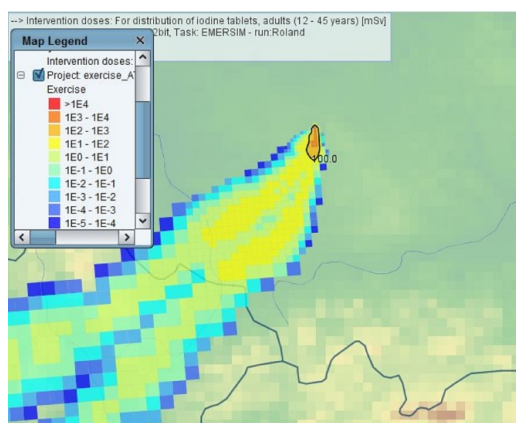 --> Intervention doses: For distribution of iodine tablets, adults (12 - 45 years) [mSv]
2bit, Task: EMERSIM - run:Roland
Map Legend
Intervention doses:
Project: exercise_A
Exercise
>1E4
1E3 - 1E4
1E2 - 1E3
1E1 - 1E2
1E0 - 1E1
1E-1 - 1E0
1E-2 - 1E-1
1E-3 - 1E-2
1E-4 - 1E-3
1E-5 - 1E-4
100.0